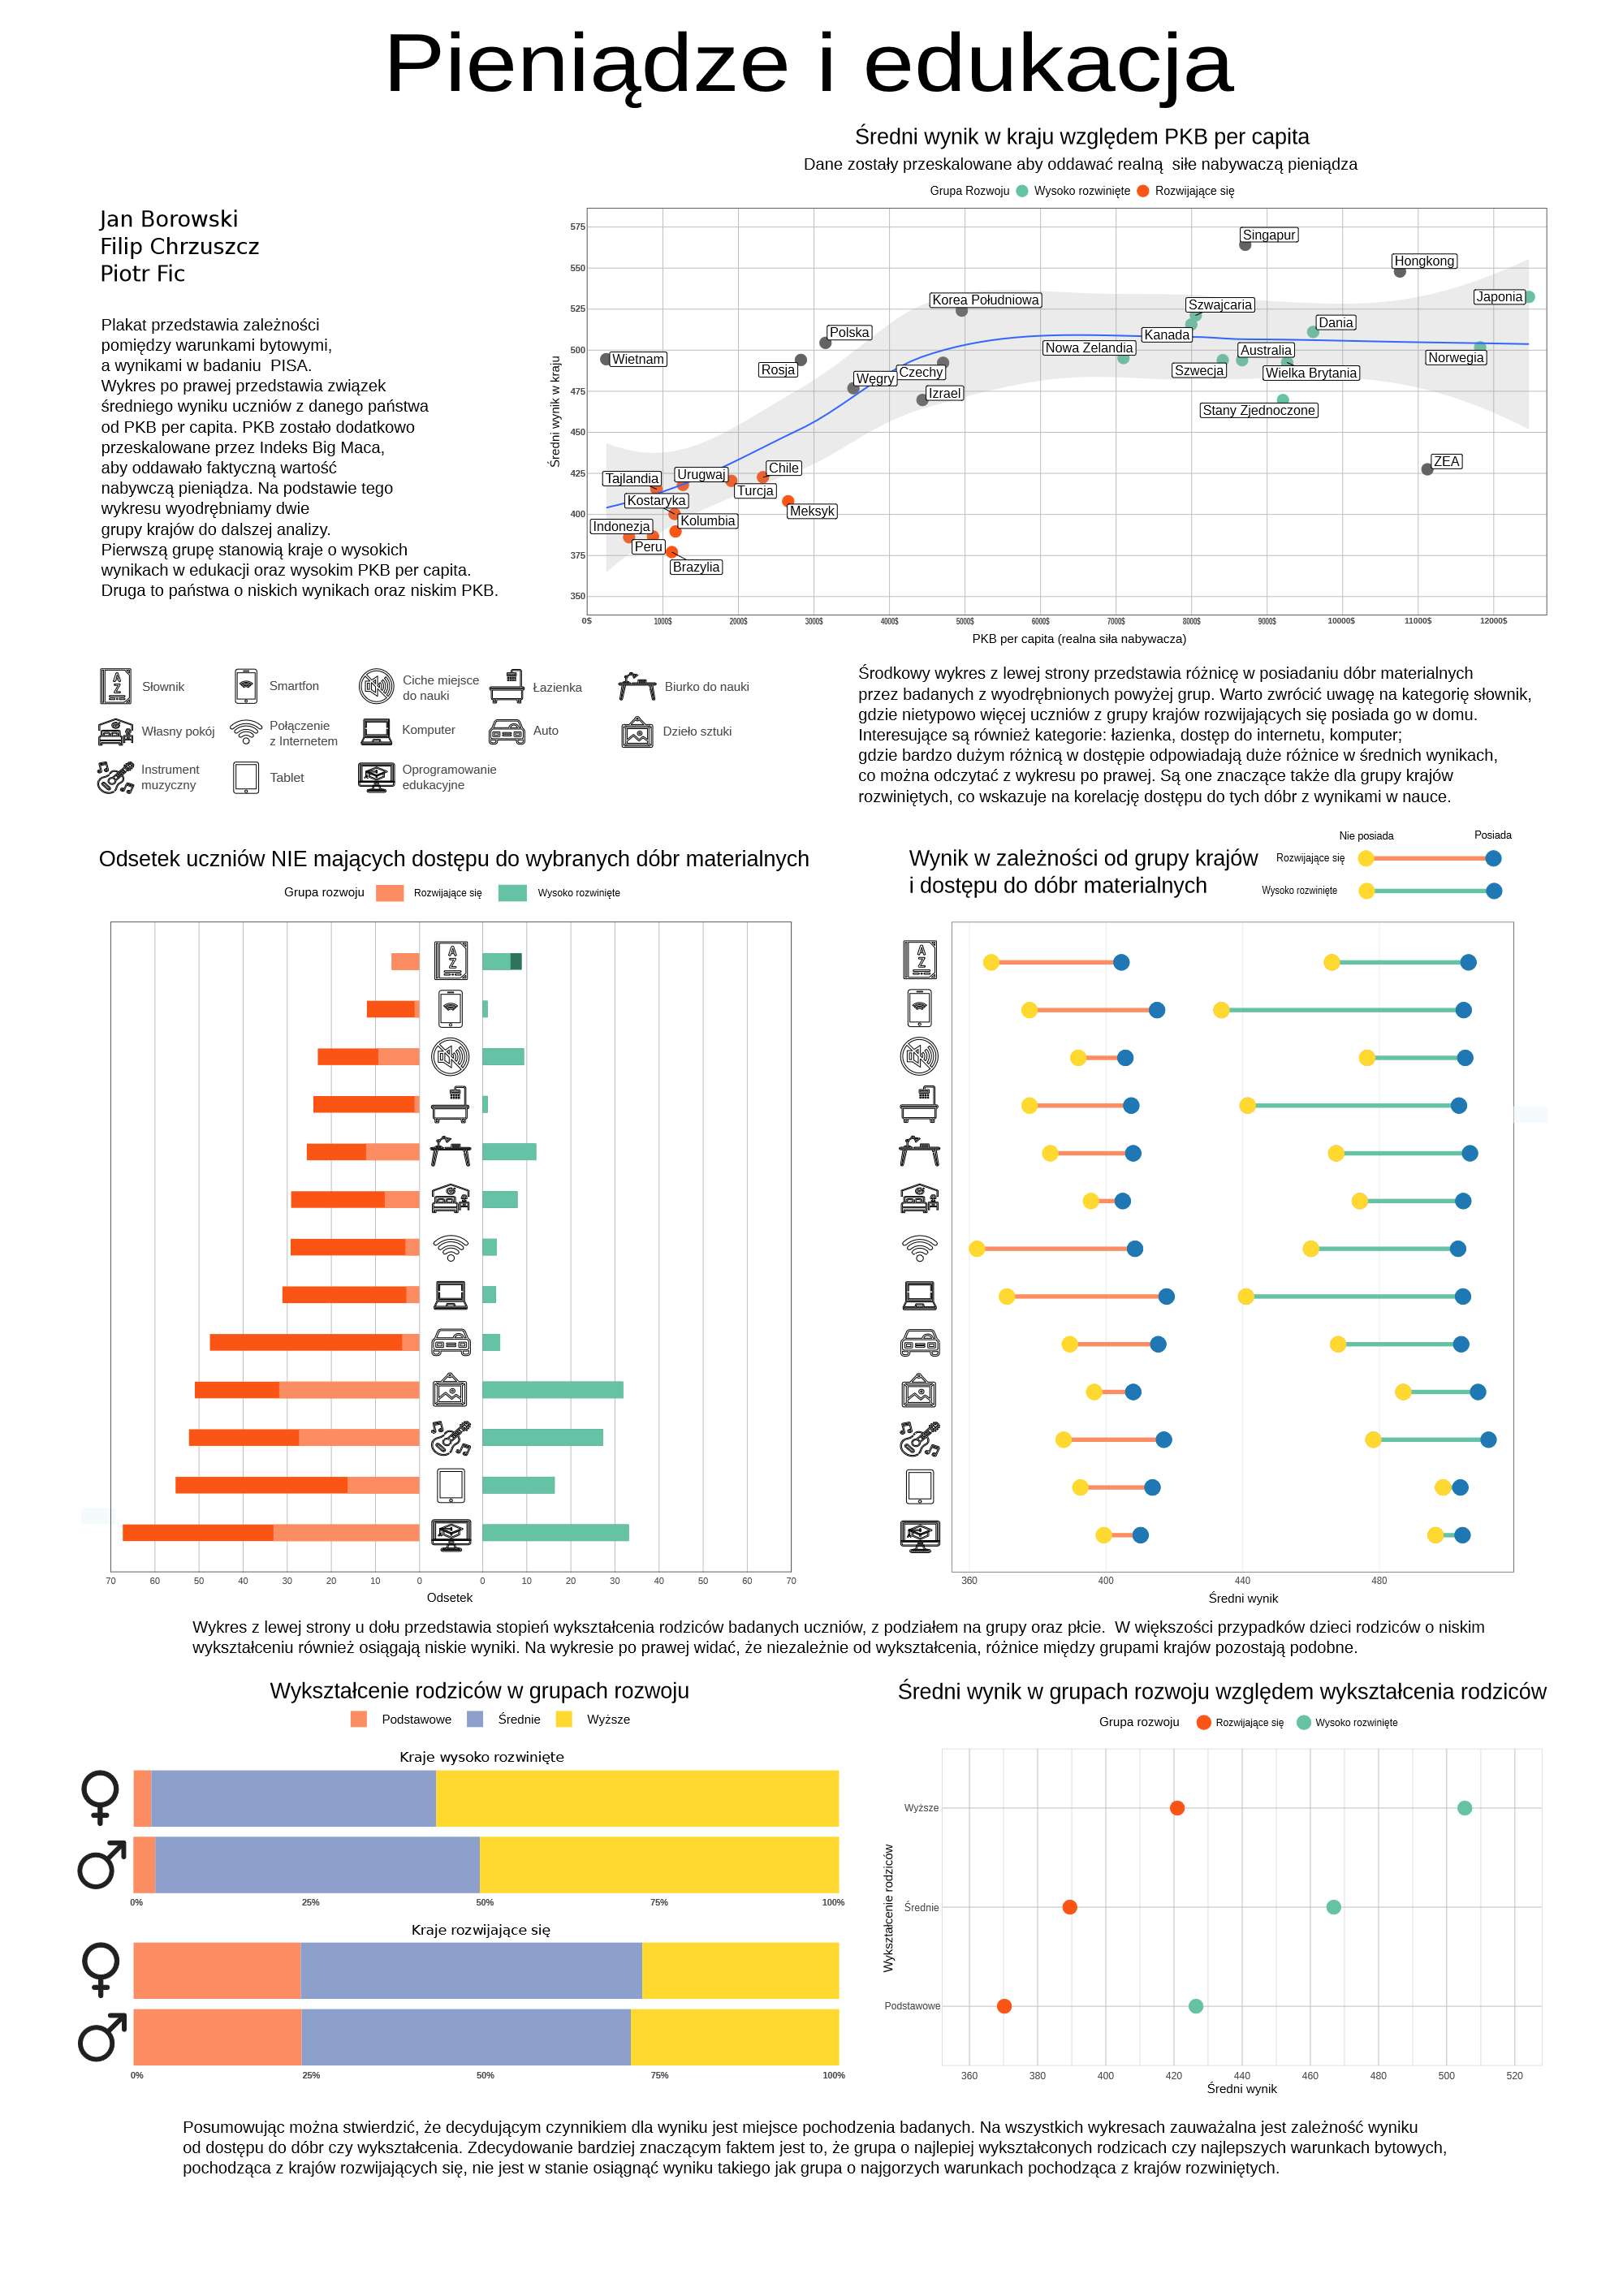 Pieniądze i edukacja
Średni wynik w kraju względem PKB per capita
Dane zostały przeskalowane aby oddawać realną  siłe nabywaczą pieniądza
Grupa Rozwoju Wysoko rozwinięte Rozwijające się
Jan Borowski
Filip Chrzuszcz
Piotr Fic
Plakat przedstawia zależności
pomiędzy warunkami bytowymi,
a wynikami w badaniu  PISA.
Wykres po prawej przedstawia związek
średniego wyniku uczniów z danego państwa
od PKB per capita. PKB zostało dodatkowo
przeskalowane przez Indeks Big Maca,
aby oddawało faktyczną wartość
nabywczą pieniądza. Na podstawie tego
wykresu wyodrębniamy dwie
grupy krajów do dalszej analizy.
Pierwszą grupę stanowią kraje o wysokich
wynikach w edukacji oraz wysokim PKB per capita.
Druga to państwa o niskich wynikach oraz niskim PKB.
Średni wynik w kraju
575
550
525
500
475
450
425
400
375
350
Singapur
Hongkong
Japonia
Korea Południowa
Szwajcaria
Dania
Polska
Kanada
Nowa Zelandia
Australia
Norwegia
Wietnam
Rosja
Węgry
Czechy
Szwecja
Wielka Brytania
Izrael
Stany Zjednoczone
ZEA
Tajlandia
Urugwaj
Chile
Turcja
Kostaryka
Meksyk
Indonezja
Kolumbia
Peru
Brazylia
0$ 1000$ 2000$ 3000$ 4000$ 5000$ 6000$ 7000$ 8000$ 9000$ 10000$ 11000$ 12000$
PKB per capita (realna siła nabywacza)
Słownik
Smartfon
Ciche miejsce
do nauki
Łazienka
Biurko do nauki
Własny pokój
Połączenie
z Internetem
Komputer
Auto
Dzieło sztuki
Instrument
muzyczny
Tablet
Oprogramowanie
edukacyjne
Środkowy wykres z lewej strony przedstawia różnicę w posiadaniu dóbr materialnych
przez badanych z wyodrębnionych powyżej grup. Warto zwrócić uwagę na kategorię słownik,
gdzie nietypowo więcej uczniów z grupy krajów rozwijających się posiada go w domu.
Interesujące są również kategorie: łazienka, dostęp do internetu, komputer;
gdzie bardzo dużym różnicą w dostępie odpowiadają duże różnice w średnich wynikach,
co można odczytać z wykresu po prawej. Są one znaczące także dla grupy krajów
rozwiniętych, co wskazuje na korelację dostępu do tych dóbr z wynikami w nauce.
Odsetek uczniów NIE mających dostępu do wybranych dóbr materialnych
Grupa rozwoju Rozwijające się Wysoko rozwinięte
A
Z
70 60 50 40 30 20 10 0 0 10 20 30 40 50 60 70
Odsetek
Wynik w zależności od grupy krajów
i dostępu do dóbr materialnych
Nie posiada Posiada
Rozwijające się
Wysoko rozwinięte
A
Z
360 400 440 480
Średni wynik
Wykres z lewej strony u dołu przedstawia stopień wykształcenia rodziców badanych uczniów, z podziałem na grupy oraz płcie.  W większości przypadków dzieci rodziców o niskim
wykształceniu również osiągają niskie wyniki. Na wykresie po prawej widać, że niezależnie od wykształcenia, różnice między grupami krajów pozostają podobne.
Wykształcenie rodziców w grupach rozwoju
Podstawowe Średnie Wyższe
Kraje wysoko rozwinięte
0% 25% 50% 75% 100%
Kraje rozwijające się
0% 25% 50% 75% 100%
Średni wynik w grupach rozwoju względem wykształcenia rodziców
Grupa rozwoju Rozwijające się Wysoko rozwinięte
Wykształcenie rodziców
Wyższe
Średnie
Podstawowe
360 380 400 420 440 460 480 500 520
Średni wynik
Posumowując można stwierdzić, że decydującym czynnikiem dla wyniku jest miejsce pochodzenia badanych. Na wszystkich wykresach zauważalna jest zależność wyniku
od dostępu do dóbr czy wykształcenia. Zdecydowanie bardziej znaczącym faktem jest to, że grupa o najlepiej wykształconych rodzicach czy najlepszych warunkach bytowych,
pochodząca z krajów rozwijających się, nie jest w stanie osiągnąć wyniku takiego jak grupa o najgorzych warunkach pochodząca z krajów rozwiniętych.